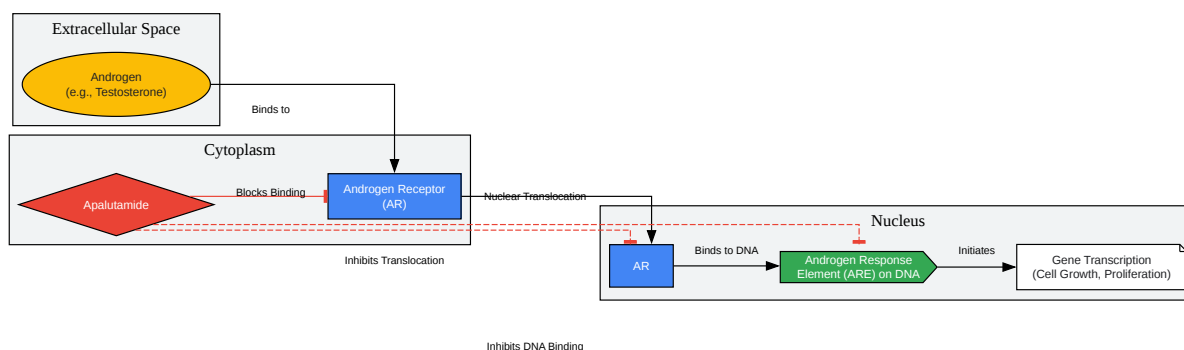 Extracellular Space
Androgen
(e.g., Testosterone)
Binds to
Cytoplasm
Apalutamide
Blocks Binding
Androgen Receptor
(AR)
Nuclear Translocation
Inhibits Translocation
Nucleus
AR
Binds to DNA
Androgen Response
Element (ARE) on DNA
Initiates
Gene Transcription
(Cell Growth, Proliferation)
Inhibits DNA Binding